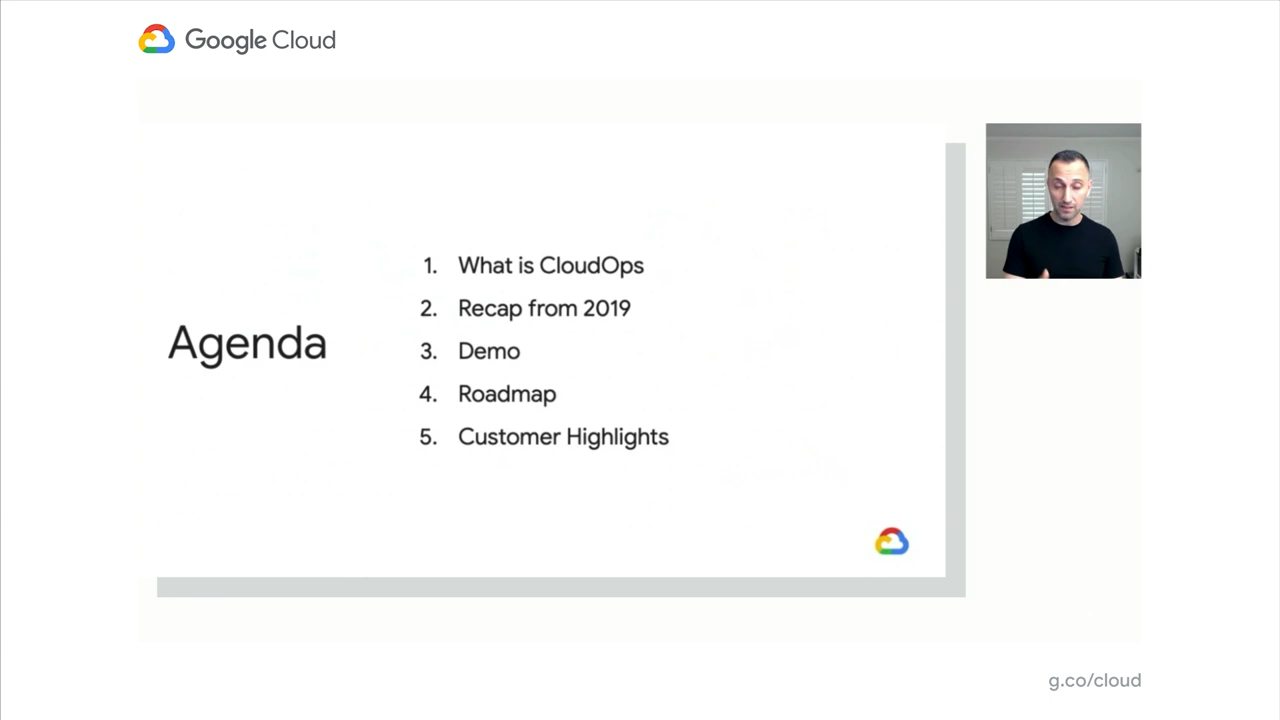 Google Cloud
Agenda
1. What is CloudOps
2. Recap from 2019
3. Demo
4. Roadmap
5. Customer Highlights
g.co/cloud